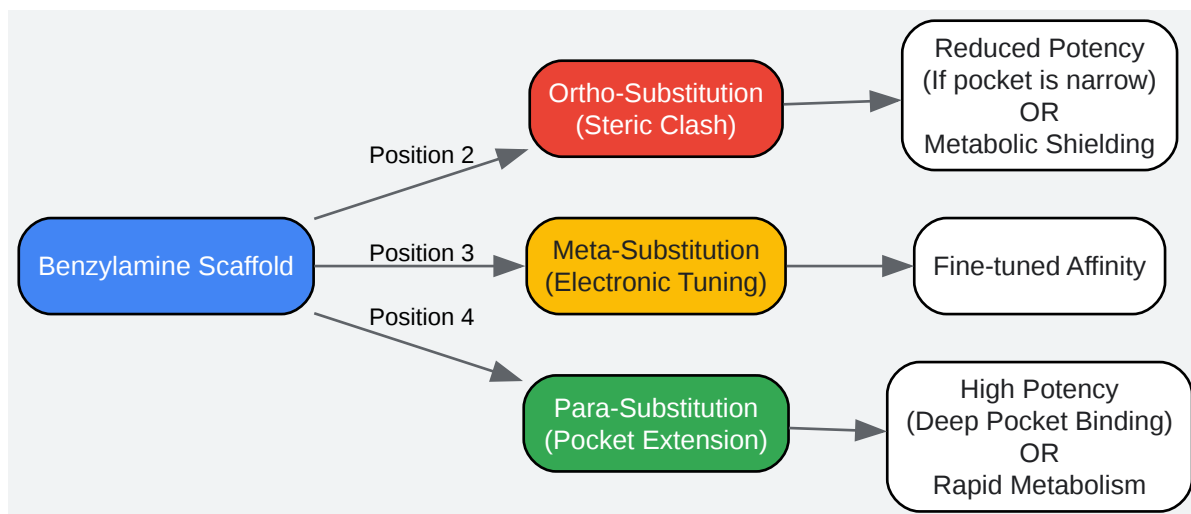 Benzylamine Scaffold
Position 2
Ortho-Substitution
(Steric Clash)
Reduced Potency
(If pocket is narrow)
OR
Metabolic Shielding
Position 3
Meta-Substitution
(Electronic Tuning)
Fine-tuned Affinity
Position 4
Para-Substitution
(Pocket Extension)
High Potency
(Deep Pocket Binding)
OR
Rapid Metabolism